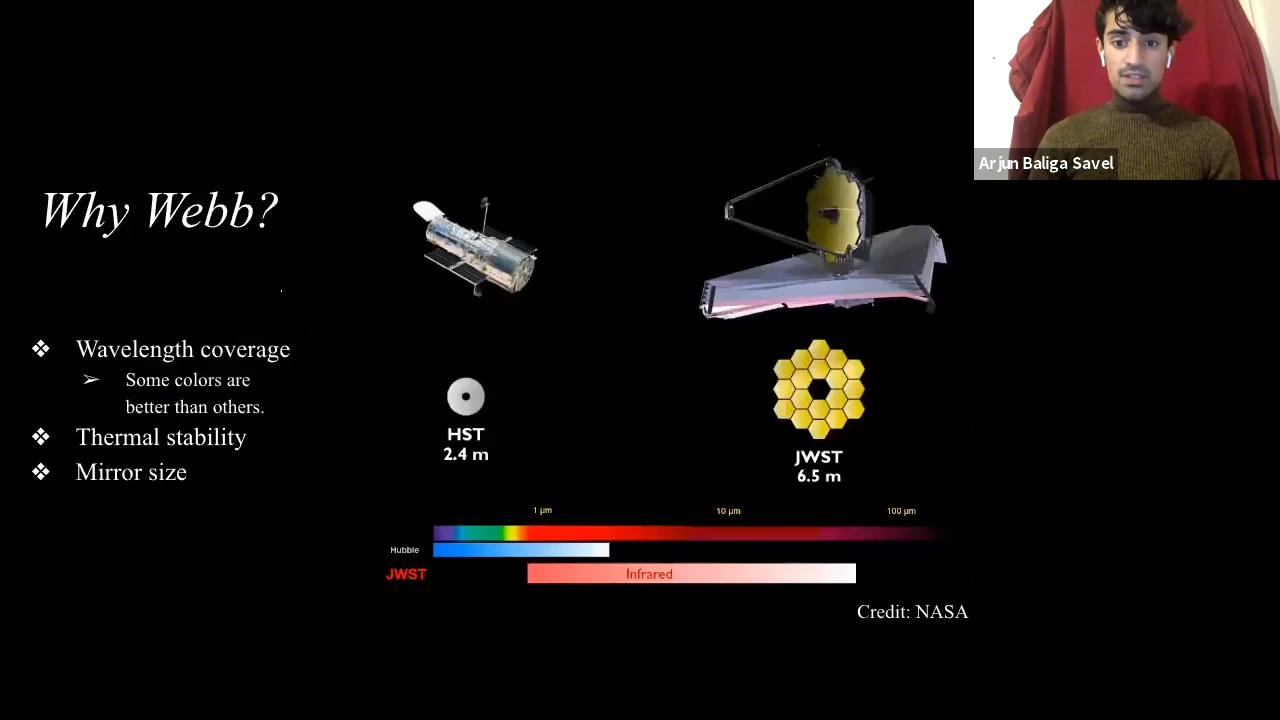 Arjun Baliga Savel
Why Webb?
❖ Wavelength coverage
➢ Some colors are
better than others.
❖ Thermal stability
❖ Mirror size
HST
2.4 m
JWST
6.5 m
1 µm 10 µm 100 µm
Hubble
JWST Infrared
Credit: NASA